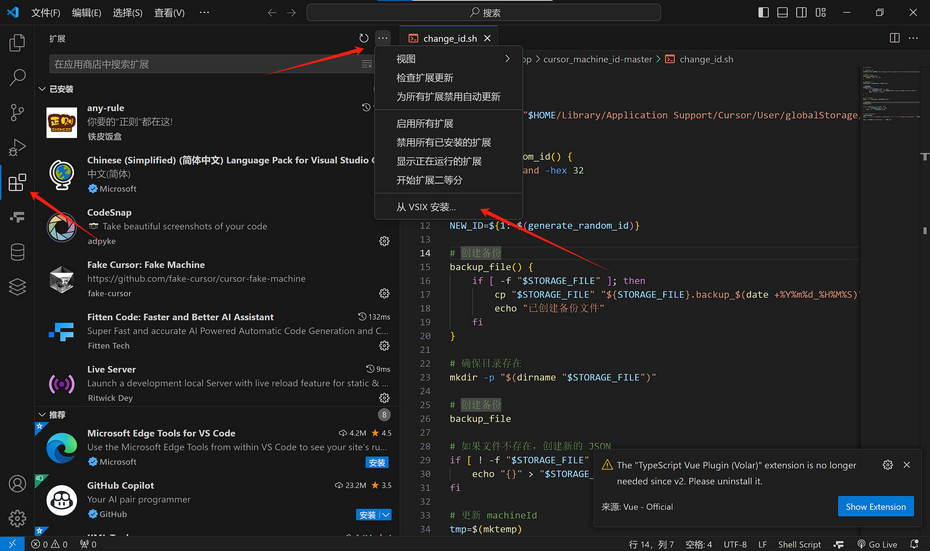 文件(F) 编辑(E) 选择(S) 查看(V) ··· 搜索
扩展
在应用商店中搜索扩展
已安装
any-rule
你要的"正则"都在这!
铁皮饭盒
Chinese (Simplified) (简体中文) Language Pack for Visual Studio C
中文(简体)
Microsoft
CodeSnap
📷 Take beautiful screenshots of your code
adpyke
Fake Cursor: Fake Machine
https://github.com/fake-cursor/cursor-fake-machine
fake-cursor
Fitten Code: Faster and Better AI Assistant 132ms
Super Fast and accurate AI Powered Automatic Code Generation and C...
Fitten Tech
Live Server 9ms
Launch a development local Server with live reload feature for static & ...
Ritwick Dey
推荐 8
Microsoft Edge Tools for VS Code 4.2M 4.5
Use the Microsoft Edge Tools from within VS Code to see your site's ru...
Microsoft 安装
GitHub Copilot 23.2M 3.5
Your AI pair programmer
GitHub 安装
视图
检查扩展更新
为所有扩展禁用自动更新
启用所有扩展
禁用所有已安装的扩展
显示正在运行的扩展
开始扩展二等分
从 VSIX 安装...
change_id.sh
op > cursor_machine_id-master > change_id.sh
"$HOME/Library/Application Support/Cursor/User/globalStorage
om_id() {
and -hex 32
12 NEW_ID=${1:-$(generate_random_id)}
13
14 # 创建备份
15 backup_file() {
16 if [ -f "$STORAGE_FILE" ]; then
17 cp "$STORAGE_FILE" "${STORAGE_FILE}.backup_$(date +%Y%m%d_%H%M%S)
18 echo "已创建备份文件"
19 fi
20 }
21
22 # 确保目录存在
23 mkdir -p "$(dirname "$STORAGE_FILE")"
24
25 # 创建备份
26 backup_file
27
28 # 如果文件不存在，创建新的 JSON
29 if [ ! -f "$STORAGE_FILE"
30 echo "{}" > "$STORAGE_
31 fi
32
33 # 更新 machineId
34 tmp=$(mktemp)
The "TypeScript Vue Plugin (Volar)" extension is no longer
needed since v2. Please uninstall it.
来源: Vue - Official Show Extension
0 0 0 行 14，列 7 空格: 4 UTF-8 LF Shell Script Go Live